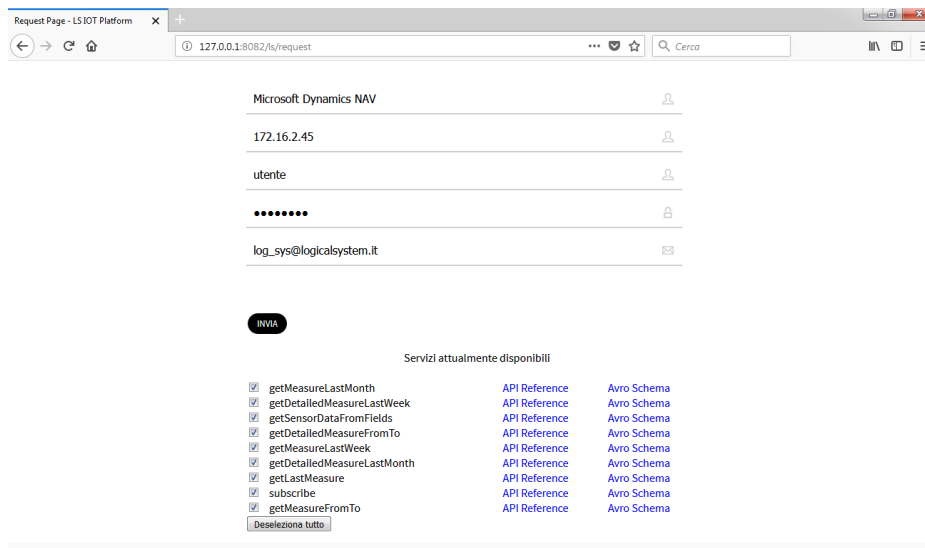 Request Page - LS IOT Platform
127.0.0.1:8082/ls/request
Cerca
Microsoft Dynamics NAV
172.16.2.45
utente
••••••••
log_sys@logicalsystem.it
INVIA
Servizi attualmente disponibili
getMeasureLastMonth API Reference Avro Schema
getDetailedMeasureLastWeek API Reference Avro Schema
getSensorDataFromFields API Reference Avro Schema
getDetailedMeasureFromTo API Reference Avro Schema
getMeasureLastWeek API Reference Avro Schema
getDetailedMeasureLastMonth API Reference Avro Schema
getLastMeasure API Reference Avro Schema
subscribe API Reference Avro Schema
getMeasureFromTo API Reference Avro Schema
Deseleziona tutto